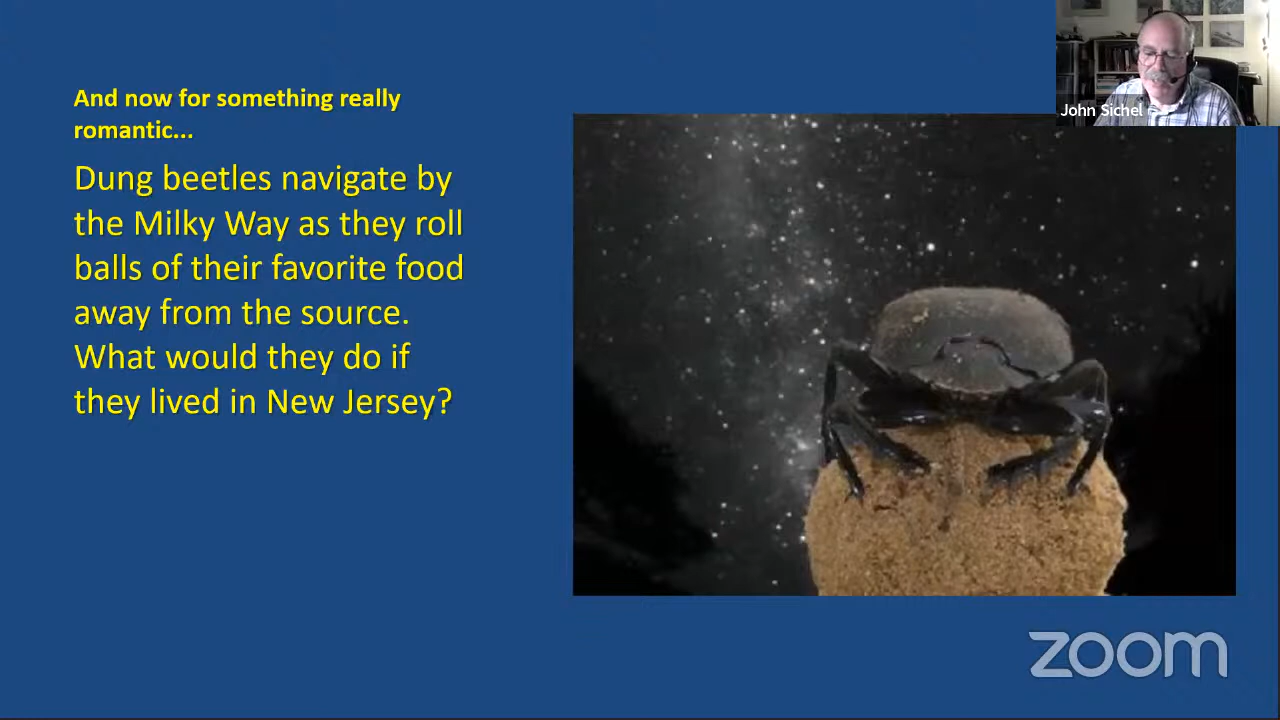 And now for something really
romantic...
Dung beetles navigate by
the Milky Way as they roll
balls of their favorite food
away from the source.
What would they do if
they lived in New Jersey?
John Sichel
zoom